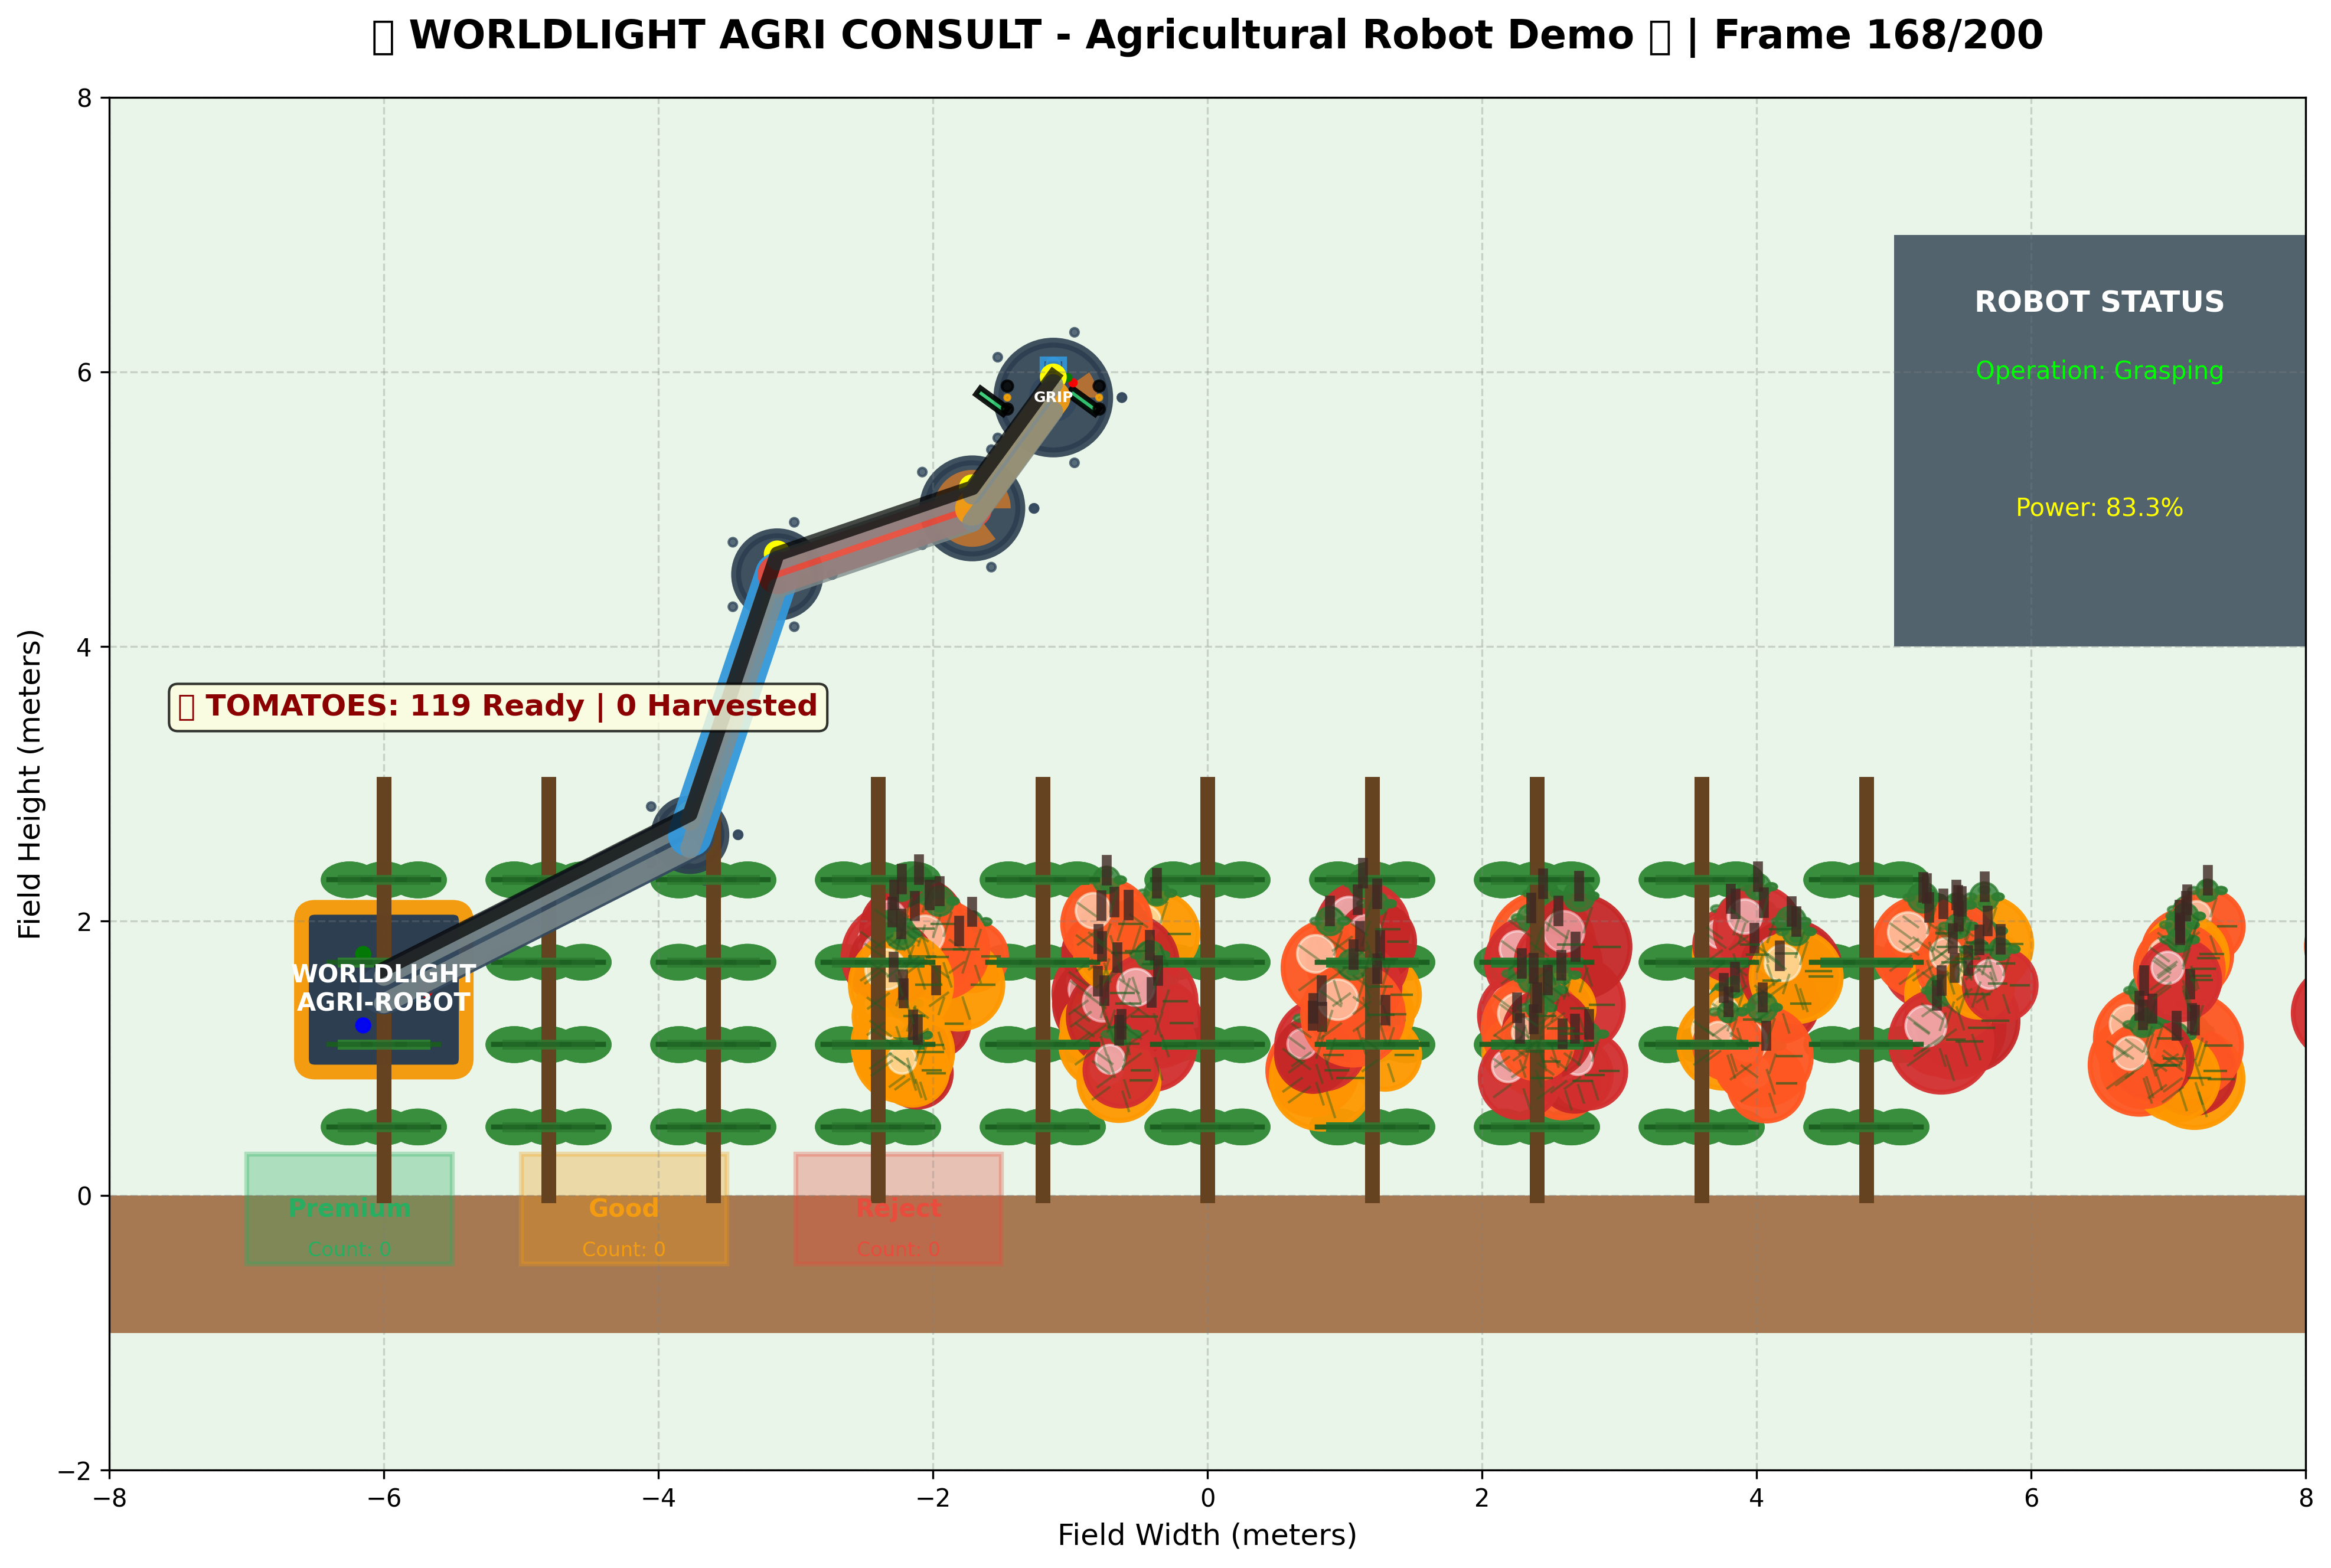 ▯ WORLDLIGHT AGRI CONSULT - Agricultural Robot Demo ▯ | Frame 168/200
8
ROBOT STATUS
6
Operation: Grasping
GRIP
Power: 83.3%
4
▯ TOMATOES: 119 Ready | 0 Harvested
Field Height (meters)
2
WORLDLIGHT
AGRI-ROBOT
0
Premium
Good
Reject
Count: 0
Count: 0
Count: 0
−2
−8
−6
−4
−2
0
2
4
6
8
Field Width (meters)